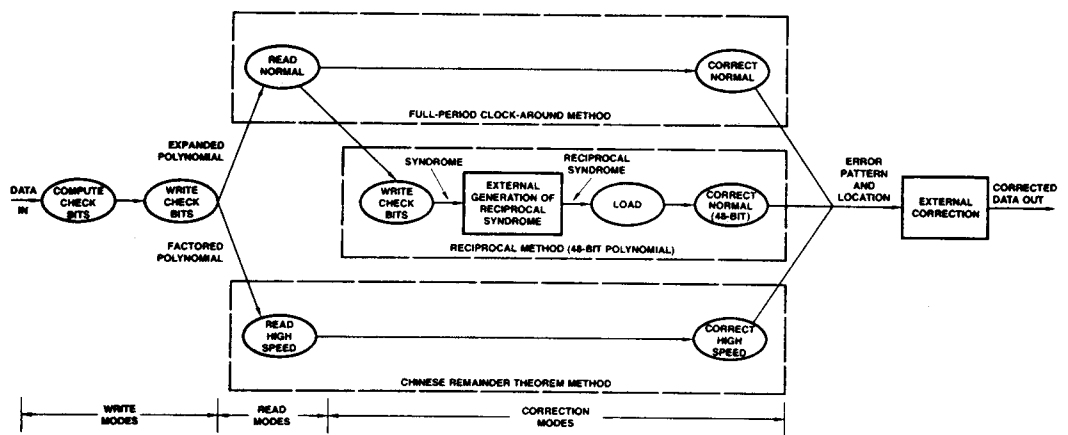 READ
NORMAL
CORRECT
NORMAL
FULL-PERIOD CLOCK-AROUND METHOD
EXPANDED
POLYNOMIAL
DATA
IN
COMPUTE
CHECK
BITS
WRITE
CHECK
BITS
FACTORED
POLYNOMIAL
SYNDROME
RECIPROCAL
SYNDROME
WRITE
CHECK
BITS
EXTERNAL
GENERATION OF
RECIPROCAL
SYNDROME
LOAD
CORRECT
NORMAL
(48-BIT)
RECIPROCAL METHOD (48-BIT POLYNOMIAL)
ERROR
PATTERN
AND
LOCATION
EXTERNAL
CORRECTION
CORRECTED
DATA OUT
READ
HIGH
SPEED
CORRECT
HIGH
SPEED
CHINESE REMAINDER THEOREM METHOD
WRITE
MODES
READ
MODES
CORRECTION
MODES